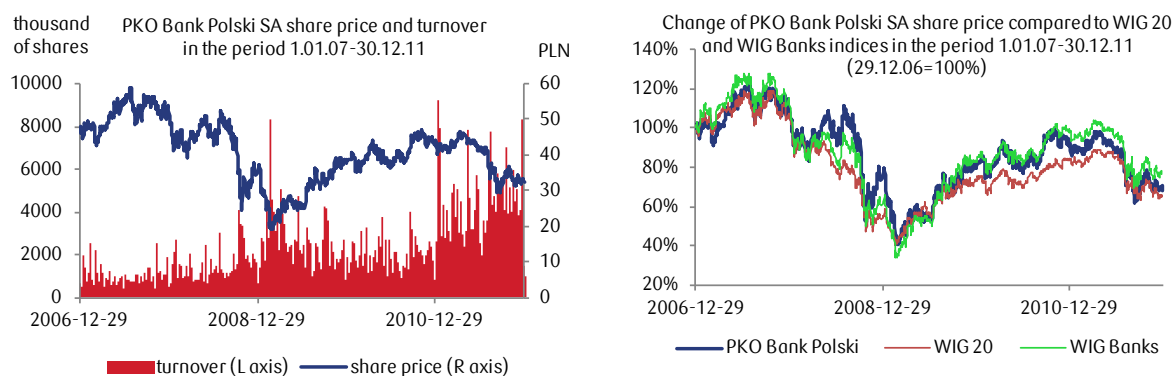 thousand
of shares
PKO Bank Polski SA share price and turnover
in the period 1.01.07-30.12.11
PLN
10000
8000
6000
4000
2000
0
60
50
40
30
20
10
0
2006-12-29
2008-12-29
2010-12-29
turnover (L axis)
share price (R axis)
Change of PKO Bank Polski SA share price compared to WIG 20
and WIG Banks indices in the period 1.01.07-30.12.11
(29.12.06=100%)
140%
120%
100%
80%
60%
40%
20%
2006-12-29
2008-12-29
2010-12-29
PKO Bank Polski
WIG 20
WIG Banks